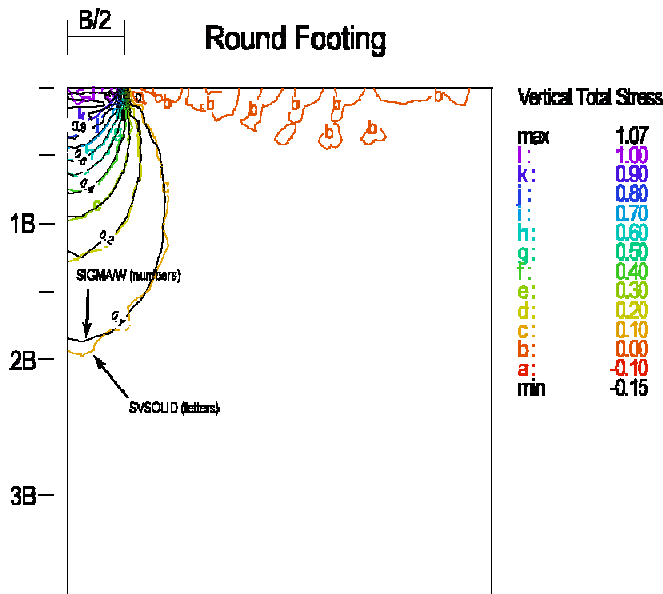 B/2
Round Footing
Vertical Total Stress
max 1.07
l : 1.00
k : 0.90
j : 0.80
i : 0.70
h : 0.60
g : 0.50
f : 0.40
e : 0.30
d : 0.20
c : 0.10
b : 0.00
a : -0.10
min -0.15
b b b b b b
b b b
1B
SIGMA/W (numbers)
2B
SVSOLID (letters)
3B